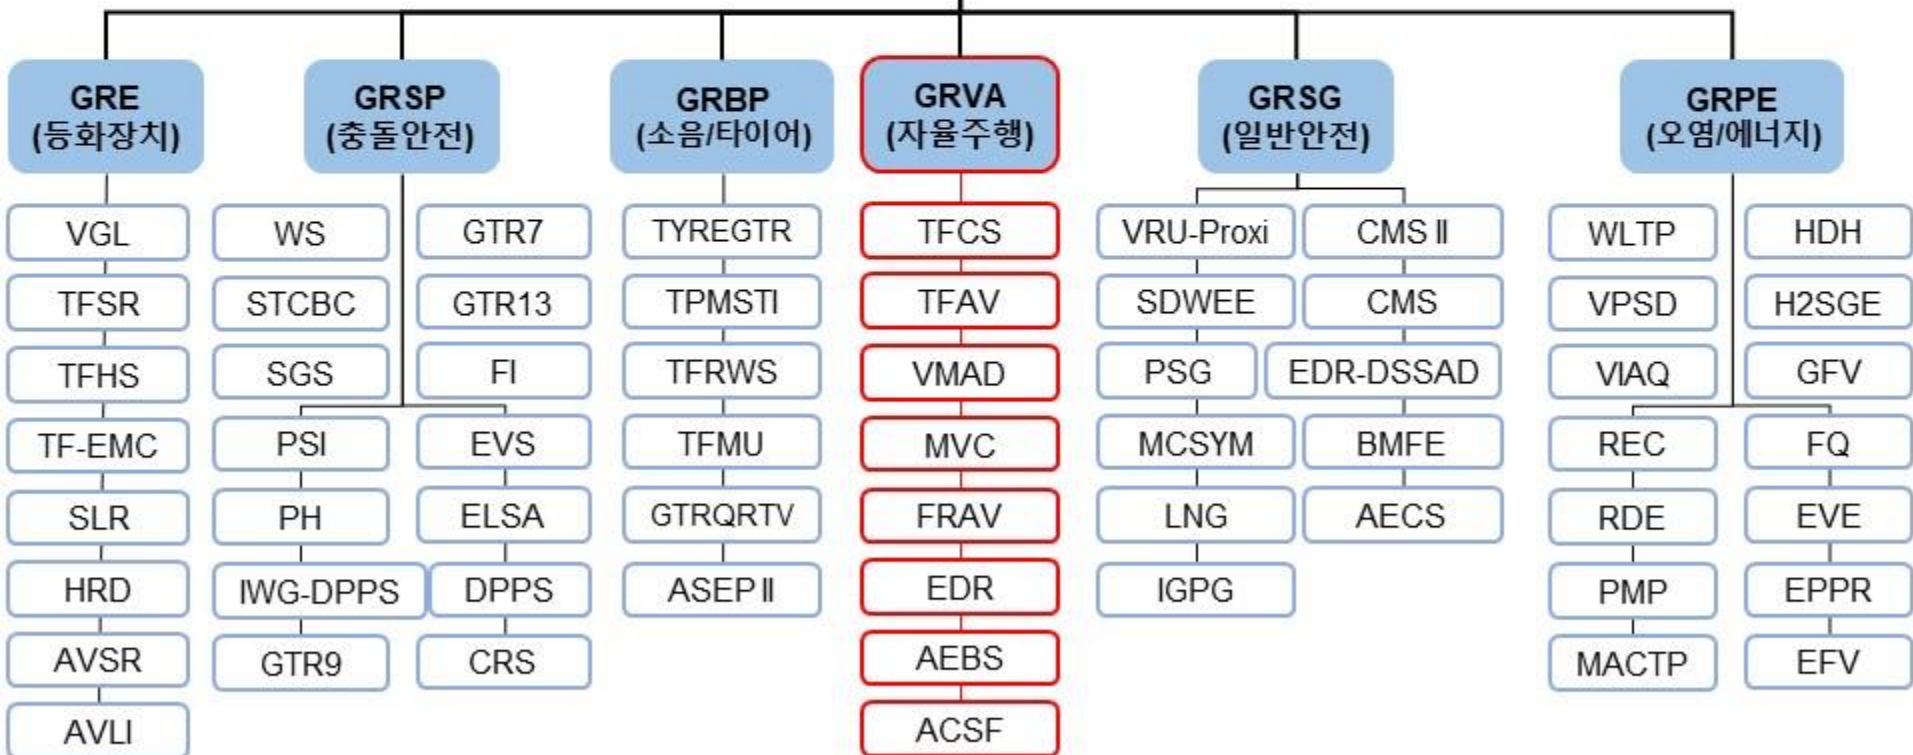 GRE
(등화장치)
VGL
TFSR
TFHS
TF-EMC
SLR
HRD
AVSR
AVLI
GRSP
(충돌안전)
WS
GTR7
STCBC
GTR13
SGS
FI
PSI
EVS
PH
ELSA
IWG-DPPS
DPPS
GTR9
CRS
GRBP
(소음/타이어)
TYREGTR
TPMSTI
TFRWS
TFMU
GTRQRTV
ASEPⅡ
GRVA
(자율주행)
TFCS
TFAV
VMAD
MVC
FRAV
EDR
AEBS
ACSF
GRSG
(일반안전)
VRU-Proxi
CMSⅡ
SDWEE
CMS
PSG
EDR-DSSAD
MCSYM
BMFE
LNG
AECS
IGPG
GRPE
(오염/에너지)
WLTP
HDH
VPSD
H2SGE
VIAQ
GFV
REC
FQ
RDE
EVE
PMP
EPPR
MACTP
EFV